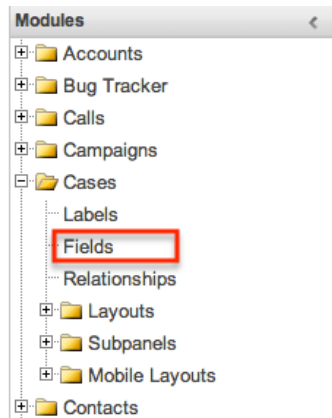 Modules
Accounts
Bug Tracker
Calls
Campaigns
Cases
Labels
Fields
Relationships
Layouts
Subpanels
Mobile Layouts
Contacts